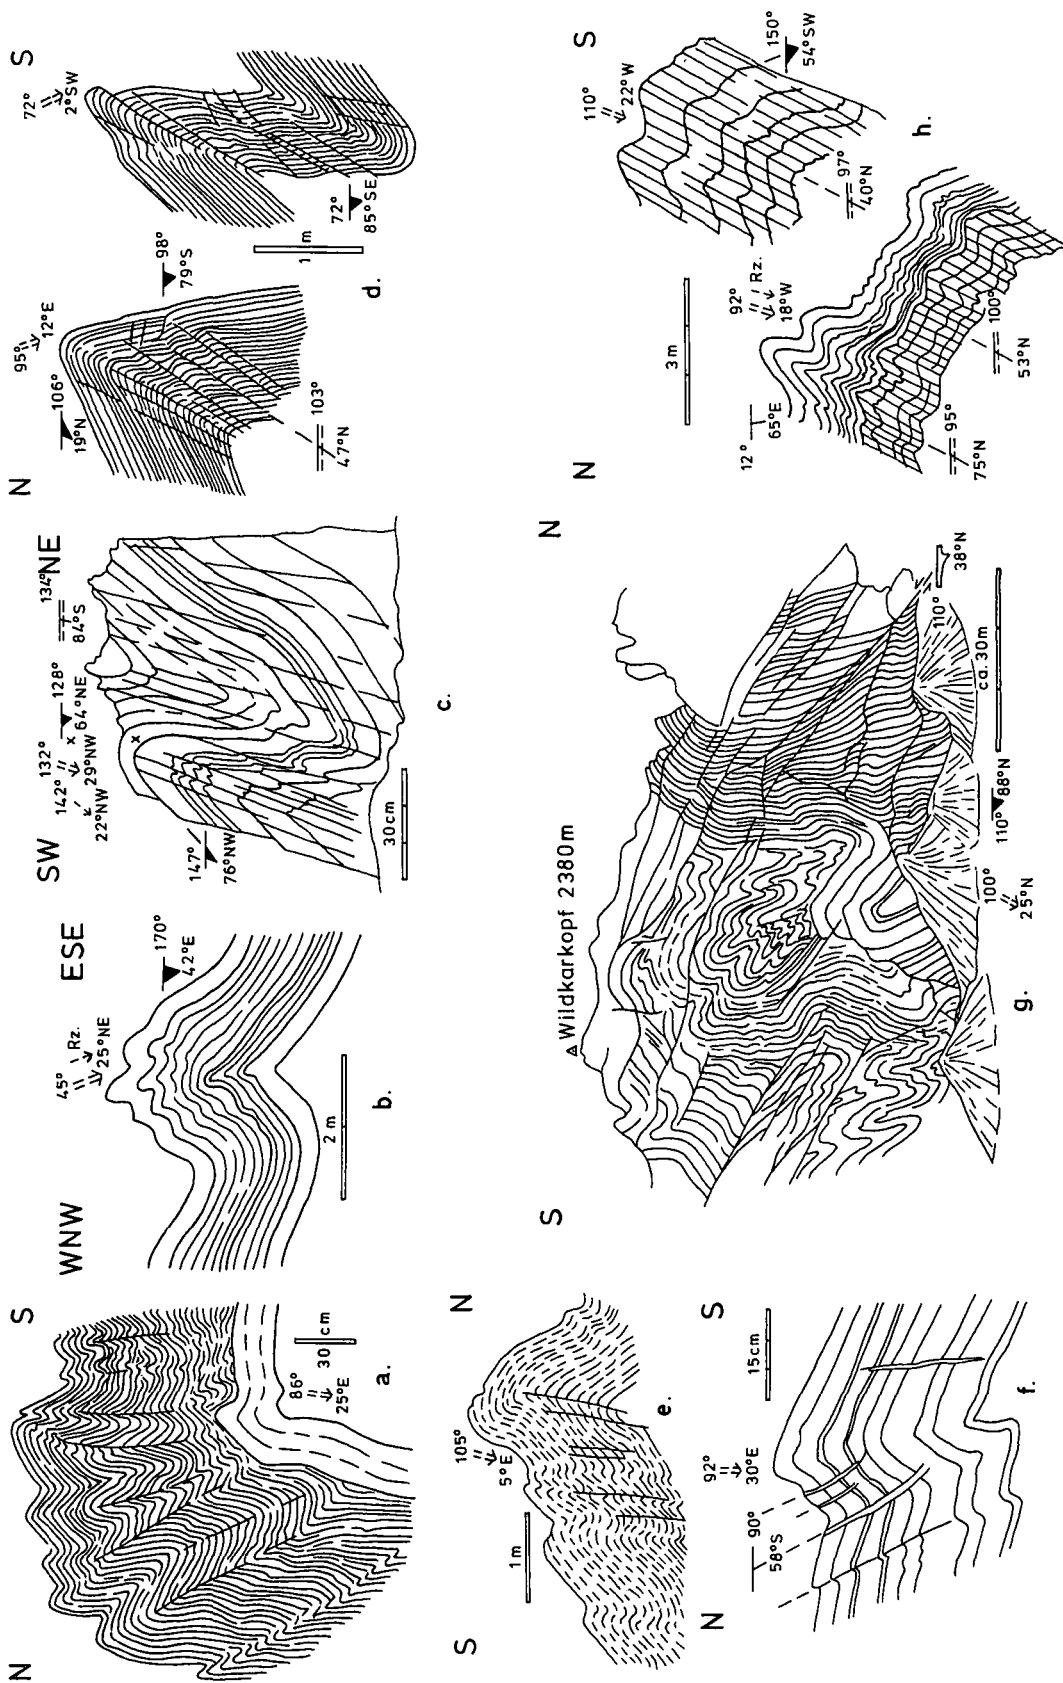 N
S
86°
25°E
30 cm
a.
WNW
ESE
45°
Rz.
25°NE
170°
42°E
2 m
b.
SW
134°NE
84°S
142°
132°
x
128°
64°NE
29°NW
22°NW
x
147°
76°NW
30cm
c.
N
S
95°
12°E
106°
19°N
98°
79°S
103°
47°N
1 m
d.
72°
2°SW
72°
85°SE
S
N
105°
5°E
1 m
e.
N
S
92°
30°E
90°
58°S
15cm
f.
S
N
Wildkarkopf 2380m
100°
25°N
110°
88°N
110°
38°N
ca. 30m
g.
N
S
3 m
92°
Rz.
18°W
12°
65°E
95°
75°N
100°
53°N
110°
22°W
97°
40°N
150°
54°SW
h.